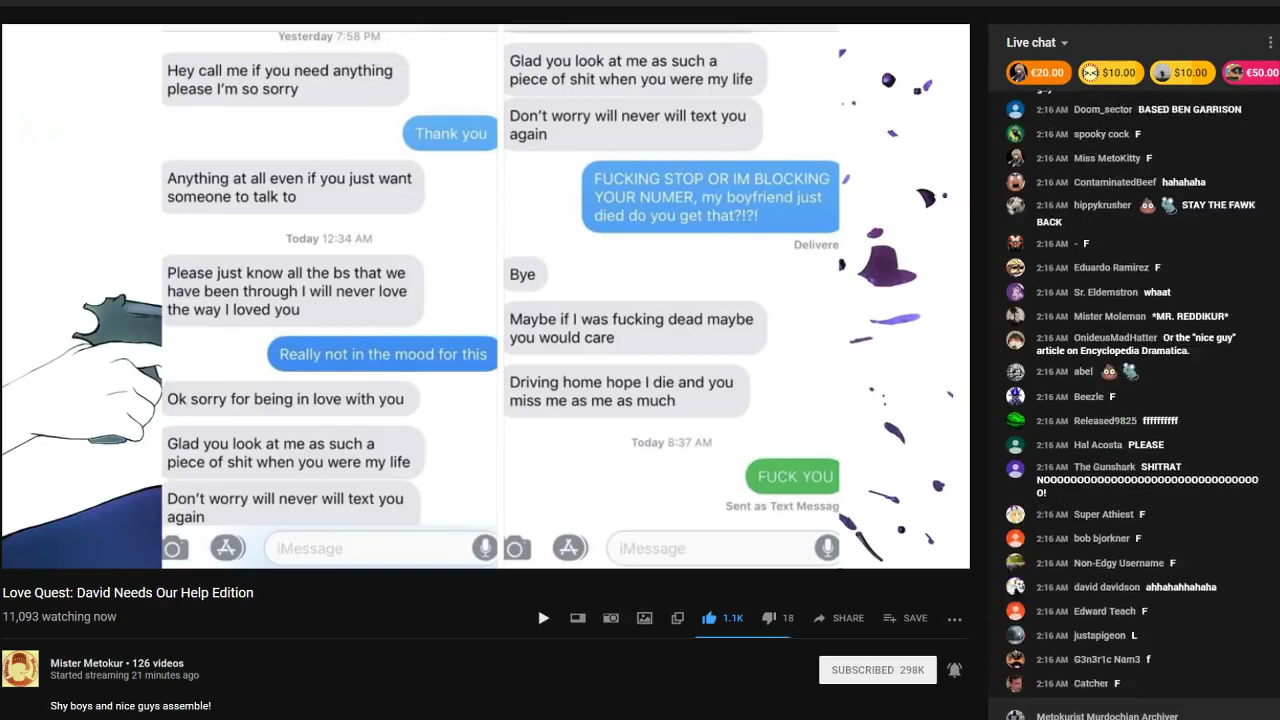 Yesterday 7:58 PM
Hey call me if you need anything
please I'm so sorry
Thank you
Anything at all even if you just want
someone to talk to
Today 12:34 AM
Please just know all the bs that we
have been through I will never love
the way I loved you
Really not in the mood for this
Ok sorry for being in love with you
Glad you look at me as such a
piece of shit when you were my life
Don't worry will never will text you
again
iMessage
Glad you look at me as such a
piece of shit when you were my life
Don't worry will never will text you
again
FUCKING STOP OR IM BLOCKING
YOUR NUMER, my boyfriend just
died do you get that?!?!
Delivere
Bye
Maybe if I was fucking dead maybe
you would care
Driving home hope I die and you
miss me as me as much
Today 8:37 AM
FUCK YOU
Sent as Text Messag
iMessage
Love Quest: David Needs Our Help Edition
11,093 watching now
1.1K
18
SHARE
SAVE
Mister Metokur • 126 videos
Started streaming 21 minutes ago
SUBSCRIBED 298K
Shy boys and nice guys assemble!
Live chat
€20.00
$10.00
$10.00
€50.00
2:16 AM Doom_sector BASED BEN GARRISON
2:16 AM spooky cock F
2:16 AM Miss MetoKitty F
2:16 AM ContaminatedBeef hahahaha
2:16 AM hippykrusher STAY THE FAWK
BACK
2:16 AM - F
2:16 AM Eduardo Ramirez F
2:16 AM Sr. Eldemstron whaat
2:16 AM Mister Moleman *MR. REDDIKUR*
2:16 AM OnideusMadHatter Or the "nice guy"
article on Encyclopedia Dramatica.
2:16 AM abel
2:16 AM Beezle F
2:16 AM Released9825 ffffffffff
2:16 AM Hal Acosta PLEASE
2:16 AM The Gunshark SHITRAT
NOOOOOOOOOOOOOOOOOOOOOOOOOOOOOOO
O!
2:16 AM Super Athiest F
2:16 AM bob bjorkner F
2:16 AM Non-Edgy Username F
2:16 AM david davidson ahhahahhahaha
2:16 AM Edward Teach F
2:16 AM justapigeon L
2:16 AM G3n3r1c Nam3 f
2:16 AM Catcher F
Metokurist Murdochian Archiver